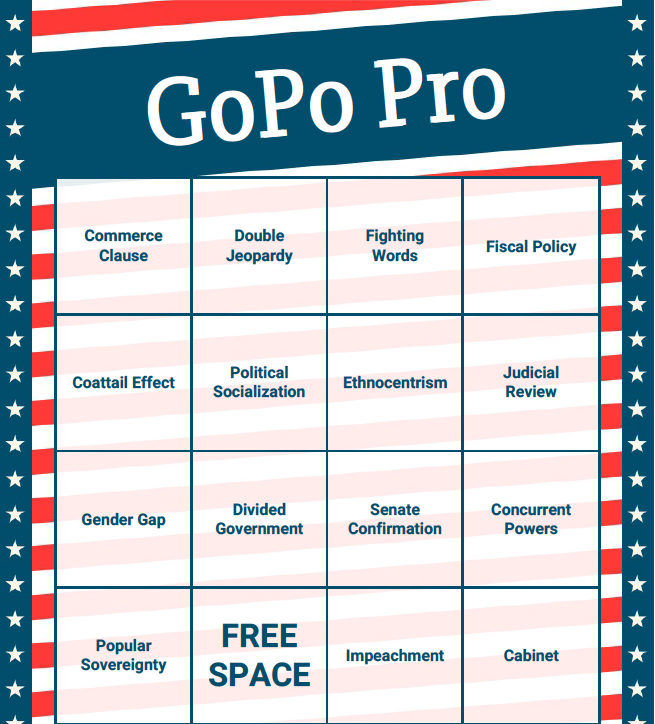 GoPo Pro
Commerce
Clause
Double
Jeopardy
Fighting
Words
Fiscal Policy
Coattail Effect
Political
Socialization
Ethnocentrism
Judicial
Review
Gender Gap
Divided
Government
Senate
Confirmation
Concurrent
Powers
Popular
Sovereignty
FREE
SPACE
Impeachment
Cabinet